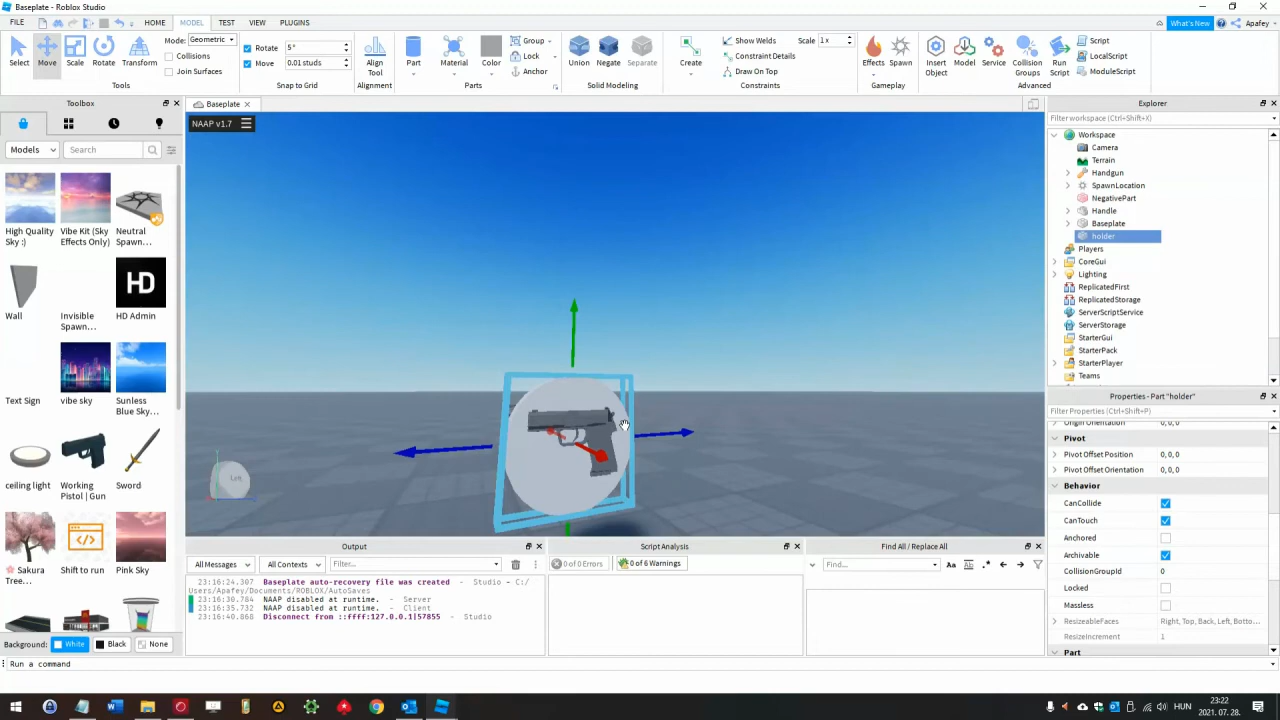 Baseplate - Roblox Studio
FILE HOME MODEL TEST VIEW PLUGINS What's New Apafey
Select Move Scale Rotate Transform
Mode: Geometric
Collisions
Join Surfaces
Tools
Rotate 5°
Move 0.01 studs
Snap to Grid
Align Tool
Alignment
Part Material Color
Group
Lock
Anchor
Parts
Union Negate Separate
Solid Modeling
Create
Show Welds Scale 1 x
Constraint Details
Draw On Top
Constraints
Effects Spawn
Gameplay
Insert Object Model Service Collision Groups Run Script
Script
LocalScript
ModuleScript
Advanced
Toolbox
Models Search
High Quality Sky :)
Vibe Kit (Sky Effects Only)
Neutral Spawn...
Wall
Invisible Spawn...
HD
HD Admin
Text Sign
vibe sky
Sunless Blue Sky...
ceiling light
Working Pistol | Gun
Sword
Sakura Tree...
Shift to run
Pink Sky
Background: White Black None
Baseplate
NAAP v1.7
Left
Explorer
Filter workspace (Ctrl+Shift+X)
Workspace
Camera
Terrain
Handgun
SpawnLocation
NegativePart
Handle
Baseplate
holder
Players
CoreGui
Lighting
ReplicatedFirst
ReplicatedStorage
ServerScriptService
ServerStorage
StarterGui
StarterPack
StarterPlayer
Teams
Properties - Part "holder"
Filter Properties (Ctrl+Shift+P)
Origin Orientation 0, 0, 0
Pivot
Pivot Offset Position 0, 0, 0
Pivot Offset Orientation 0, 0, 0
Behavior
CanCollide
CanTouch
Anchored
Archivable
CollisionGroupId 0
Locked
Massless
ResizeableFaces Right, Top, Back, Left, Botto...
ResizeIncrement 1
Part
Output
All Messages All Contexts Filter...
23:16:24.307 Baseplate auto-recovery file was created - Studio - C:/
Users/Apafey/Documents/ROBLOX/AutoSaves
23:16:30.784 NAAP disabled at runtime. - Server
23:16:35.732 NAAP disabled at runtime. - Client
23:16:40.868 Disconnect from ::ffff:127.0.0.1|57855 - Studio
Script Analysis
0 of 0 Errors 0 of 6 Warnings
Find All / Replace All
Find... Aa Ab .*
Run a command
HUN
23:22
2021. 07. 28.